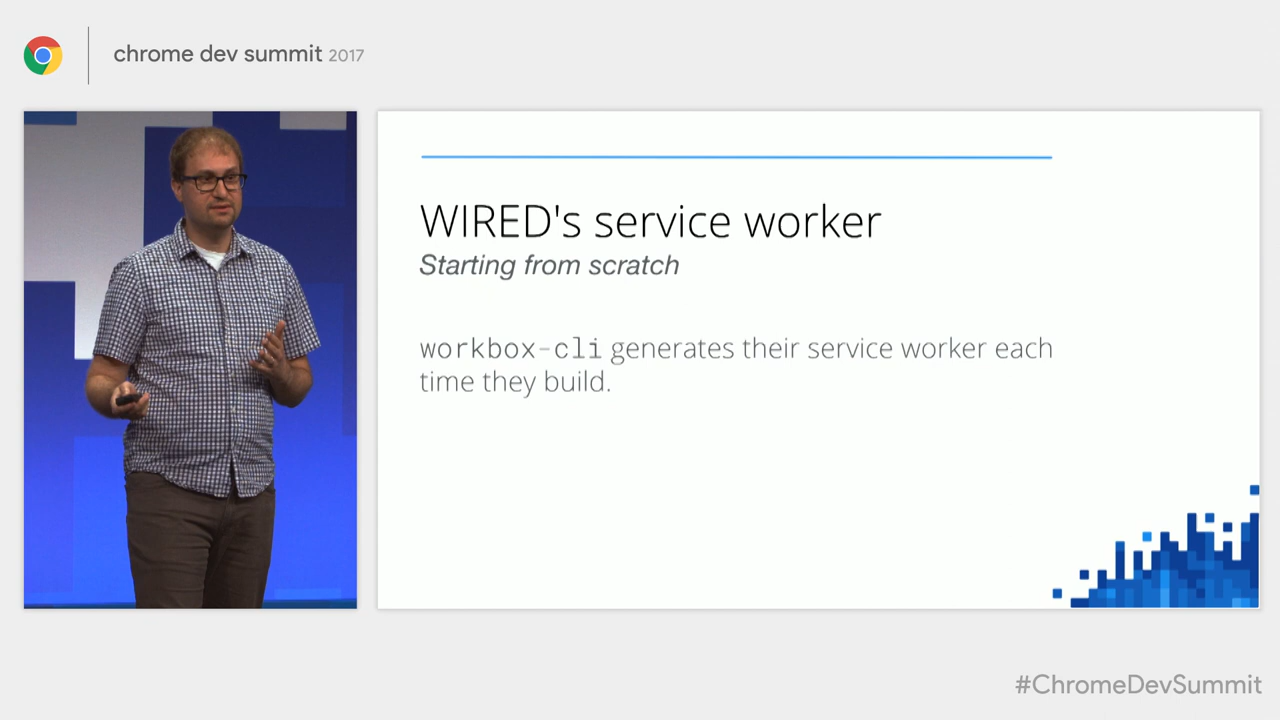 chrome dev summit 2017
WIRED's service worker
Starting from scratch
workbox-cli generates their service worker each
time they build.
#ChromeDevSummit